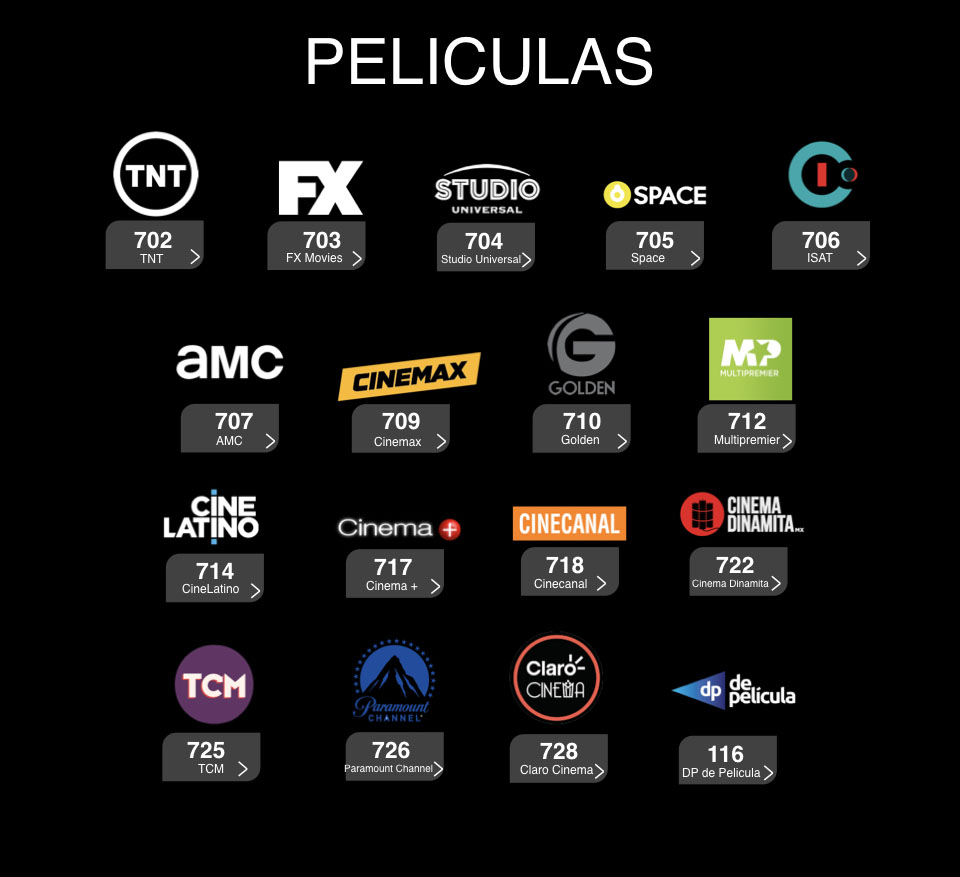 PELICULAS
TNT
702
TNT
FX
703
FX Movies
STUDIO
UNIVERSAL
704
Studio Universal
SPACE
705
Space
706
ISAT
aMC
707
AMC
CINEMAX
709
Cinemax
G
GOLDEN
710
Golden
MP
MULTIPREMIER
712
Multipremier
CINE
LATINO
714
CineLatino
Cinema +
717
Cinema +
CINECANAL
718
Cinecanal
CINEMA
DINAMITA MX
722
Cinema Dinamita
TCM
725
TCM
Paramount
CHANNEL
726
Paramount Channel
Claro
CINEMA
728
Claro Cinema
dp de
película
116
DP de Pelicula